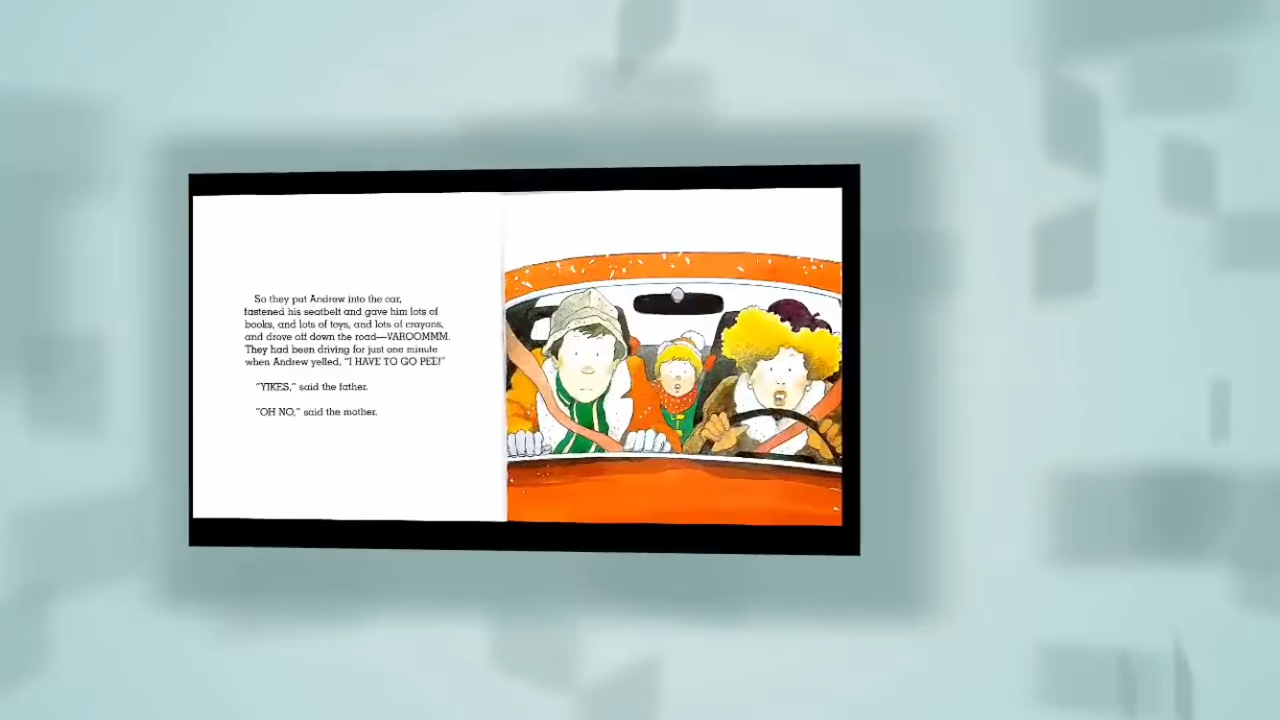 So they put Andrew into the car,
fastened his seatbelt and gave him lots of
books, and lots of toys, and lots of crayons,
and drove off down the road—VAROOMMM.
They had been driving for just one minute
when Andrew yelled, "I HAVE TO GO PEE!"
"YIKES," said the father.
"OH NO," said the mother.